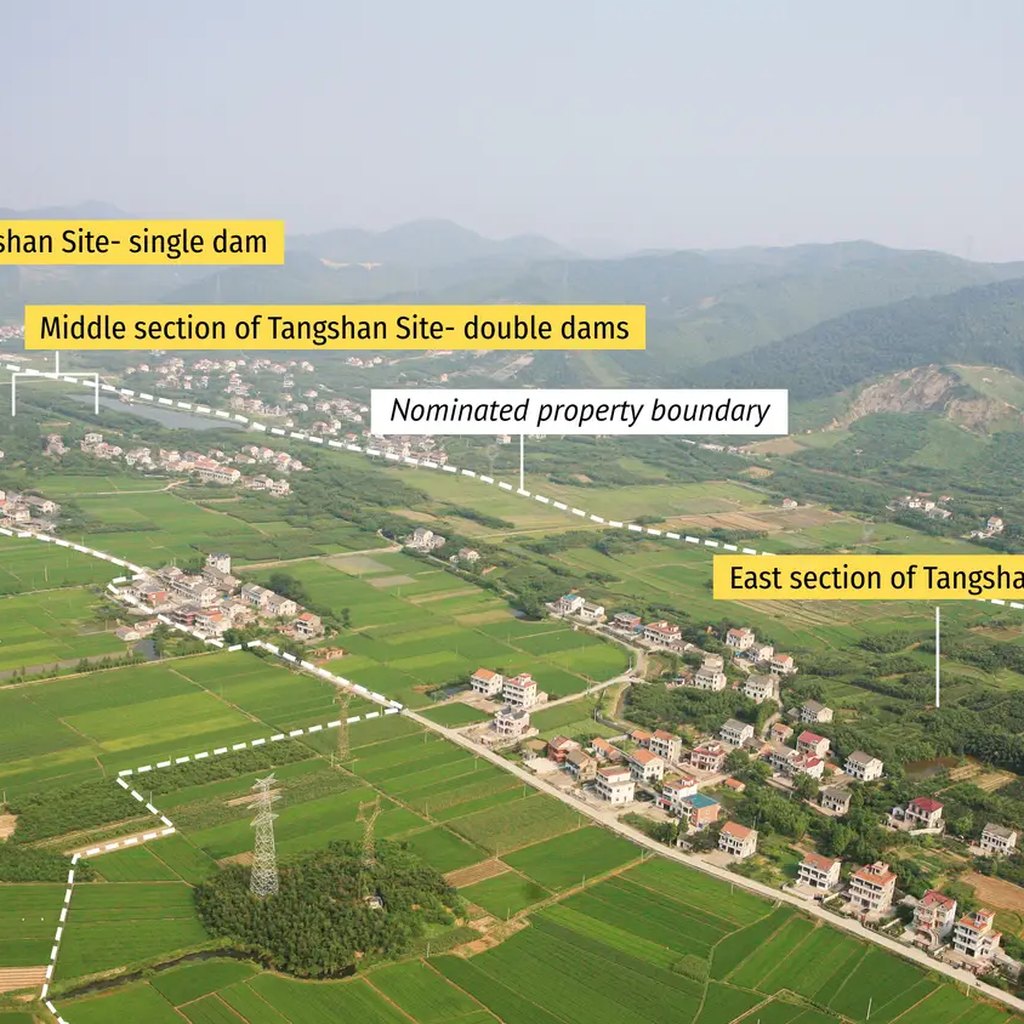 shan Site- single dam
Middle section of Tangshan Site- double dams
Nominated property boundary
East section of Tangsha